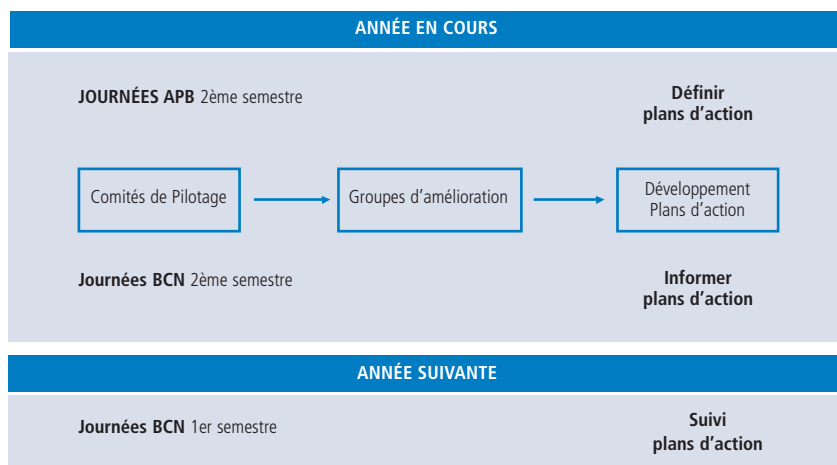 ANNÉE EN COURS
JOURNÉES APB 2ème semestre
Définir
plans d’action
Comités de Pilotage
Groupes d’amélioration
Développement
Plans d’action
Journées BCN 2ème semestre
Informer
plans d’action
ANNÉE SUIVANTE
Journées BCN 1er semestre
Suivi
plans d’action